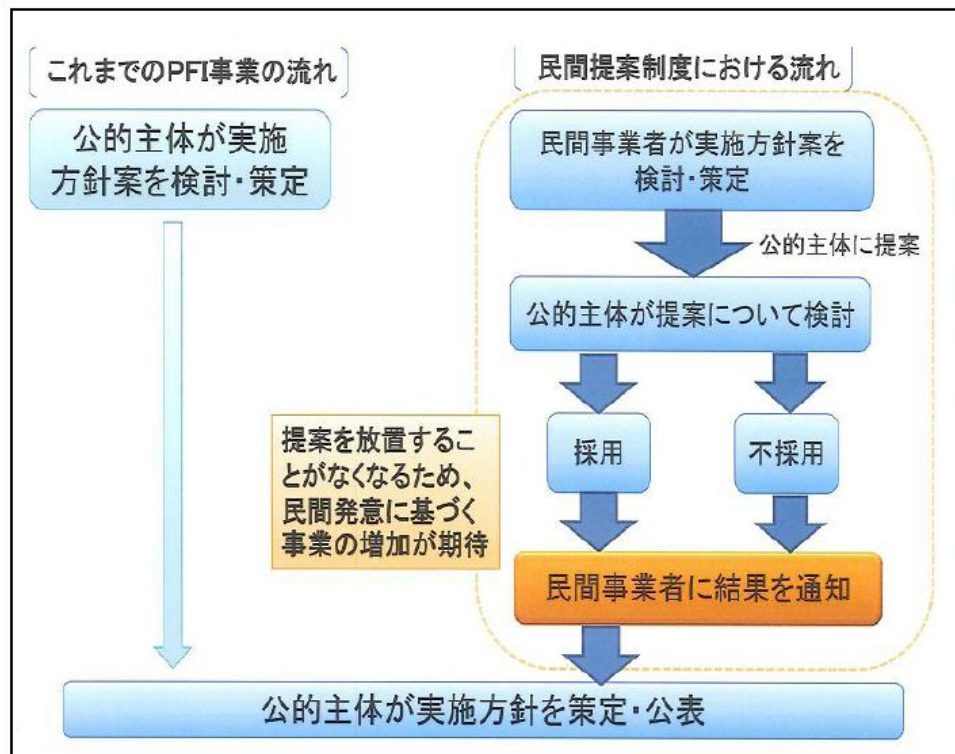 これまでのPFI事業の流れ
公的主体が実施
方針案を検討・策定
民間提案制度における流れ
民間事業者が実施方針案を
検討・策定
公的主体に提案
公的主体が提案について検討
採用
不採用
提案を放置するこ
とがなくなるため、
民間発意に基づく
事業の増加が期待
民間事業者に結果を通知
公的主体が実施方針を策定・公表